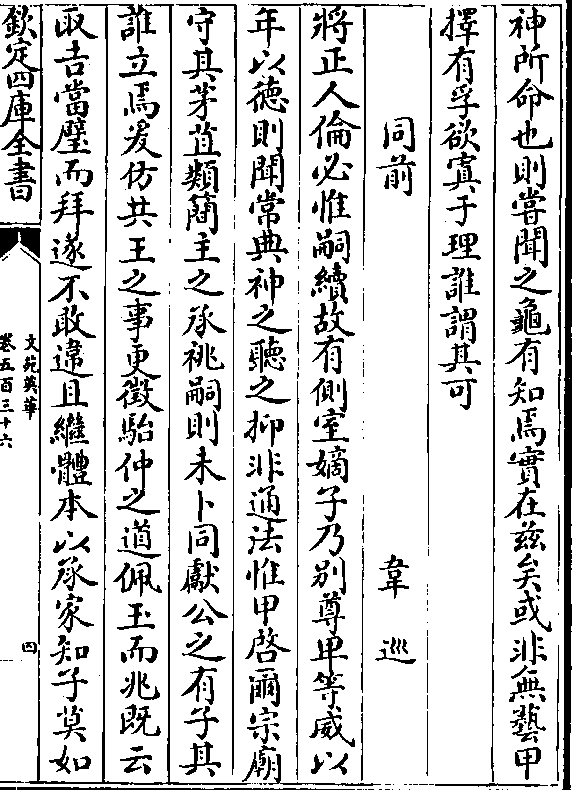 神所命也則嘗聞之龜有知焉實在茲矣或非無藝甲
擇有孚欲寘于理誰謂其可
同前 韋巡
將正人倫必惟嗣續故有側室嫡子乃別尊卑等威以
年以德則聞常典神之聽之抑非通法惟甲啓爾宗廟
守其茅苴類簡主之承祧嗣則未卜同獻公之有子其
誰立焉爰仿共王之事更徵駘仲之道佩玉而兆既云
取吉當璧而拜遂不敢違且繼體本以承家知子莫如
欽定四庫全書
文苑英華
卷五百三十六
四